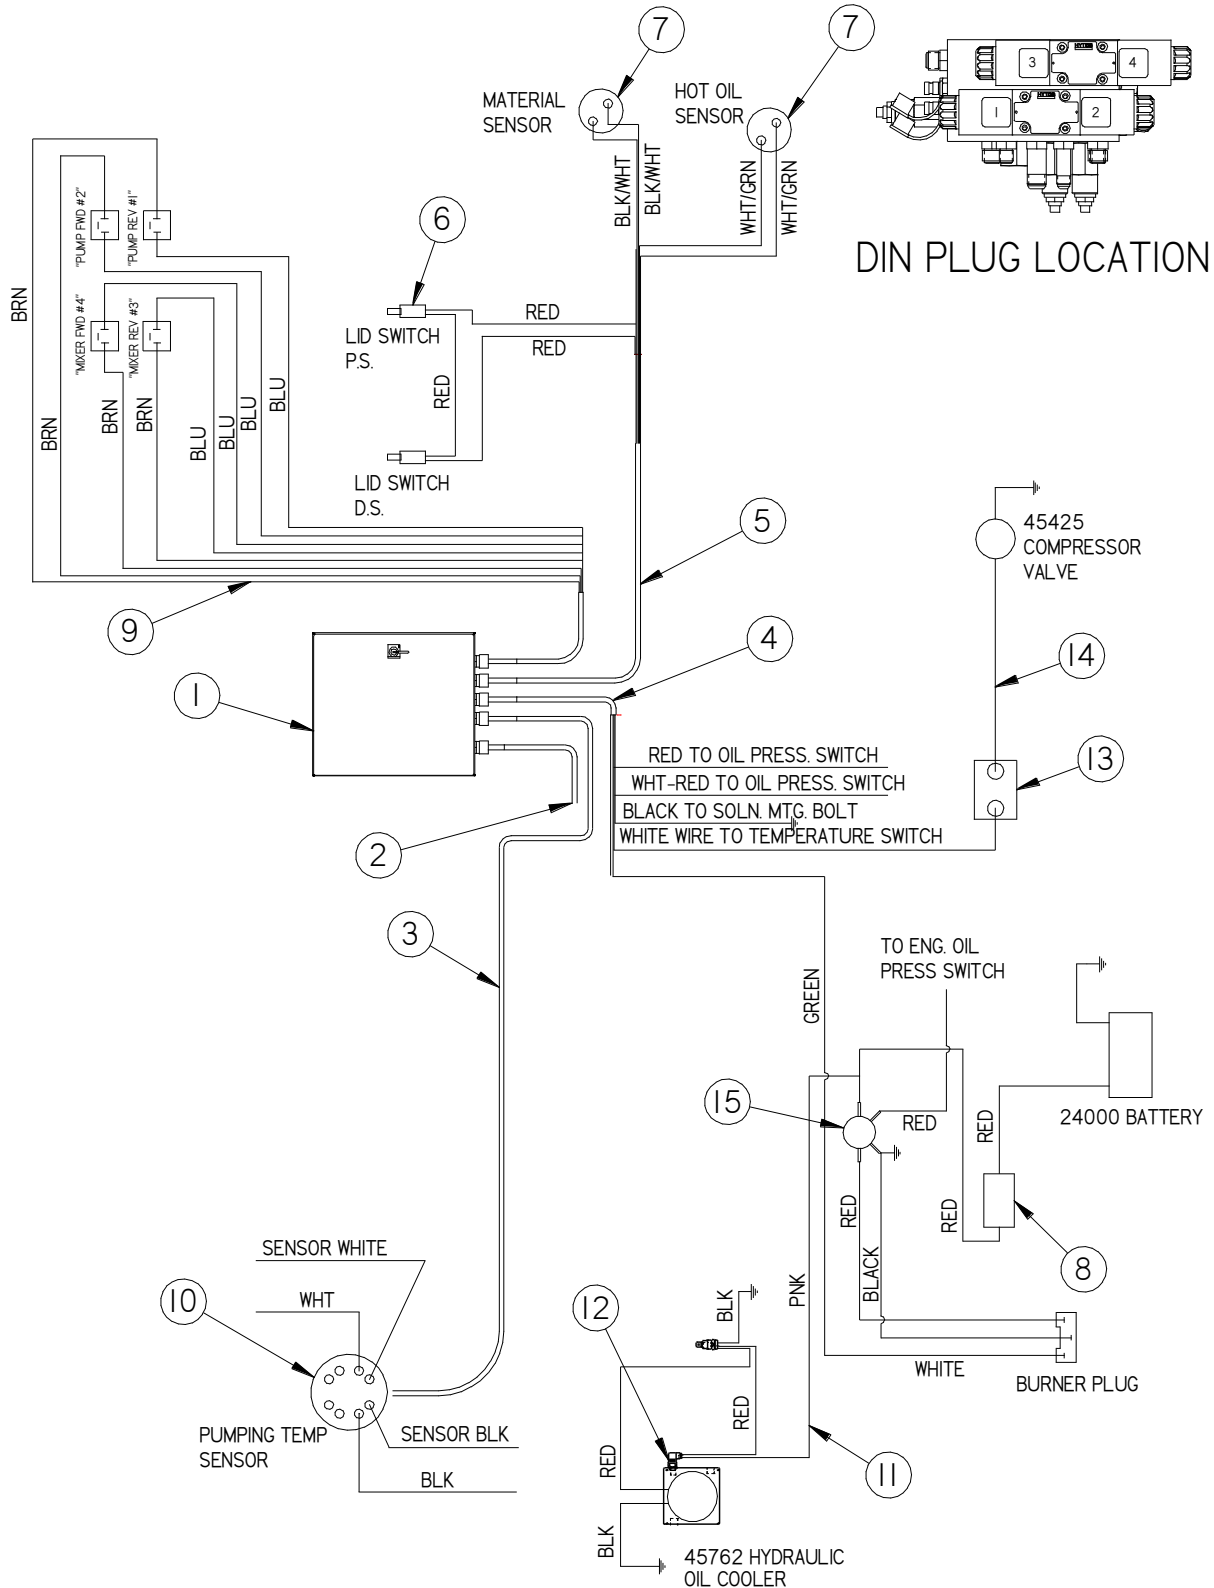 7
7
MATERIAL
SENSOR
HOT OIL
SENSOR
3
4
1
2
DIN PLUG LOCATION
BLK/WHT
BLK/WHT
WHT/GRN
WHT/GRN
"PUMP FWD #2"
"PUMP REV #1"
"MIXER FWD #4"
"MIXER REV #3"
BRN
BRN
BRN
BRN
BLU
BLU
BLU
BLU
6
RED
LID SWITCH
P.S.
RED
RED
LID SWITCH
D.S.
5
45425
COMPRESSOR
VALVE
9
4
14
1
RED TO OIL PRESS. SWITCH
WHT-RED TO OIL PRESS. SWITCH
BLACK TO SOLN. MTG. BOLT
WHITE WIRE TO TEMPERATURE SWITCH
13
2
3
TO ENG. OIL
PRESS SWITCH
GREEN
15
RED
RED
24000 BATTERY
RED
BLACK
RED
8
SENSOR WHITE
WHT
10
PUMPING TEMP
SENSOR
SENSOR BLK
BLK
PNK
12
BLK
RED
RED
WHITE
BURNER PLUG
11
BLK
45762 HYDRAULIC
OIL COOLER